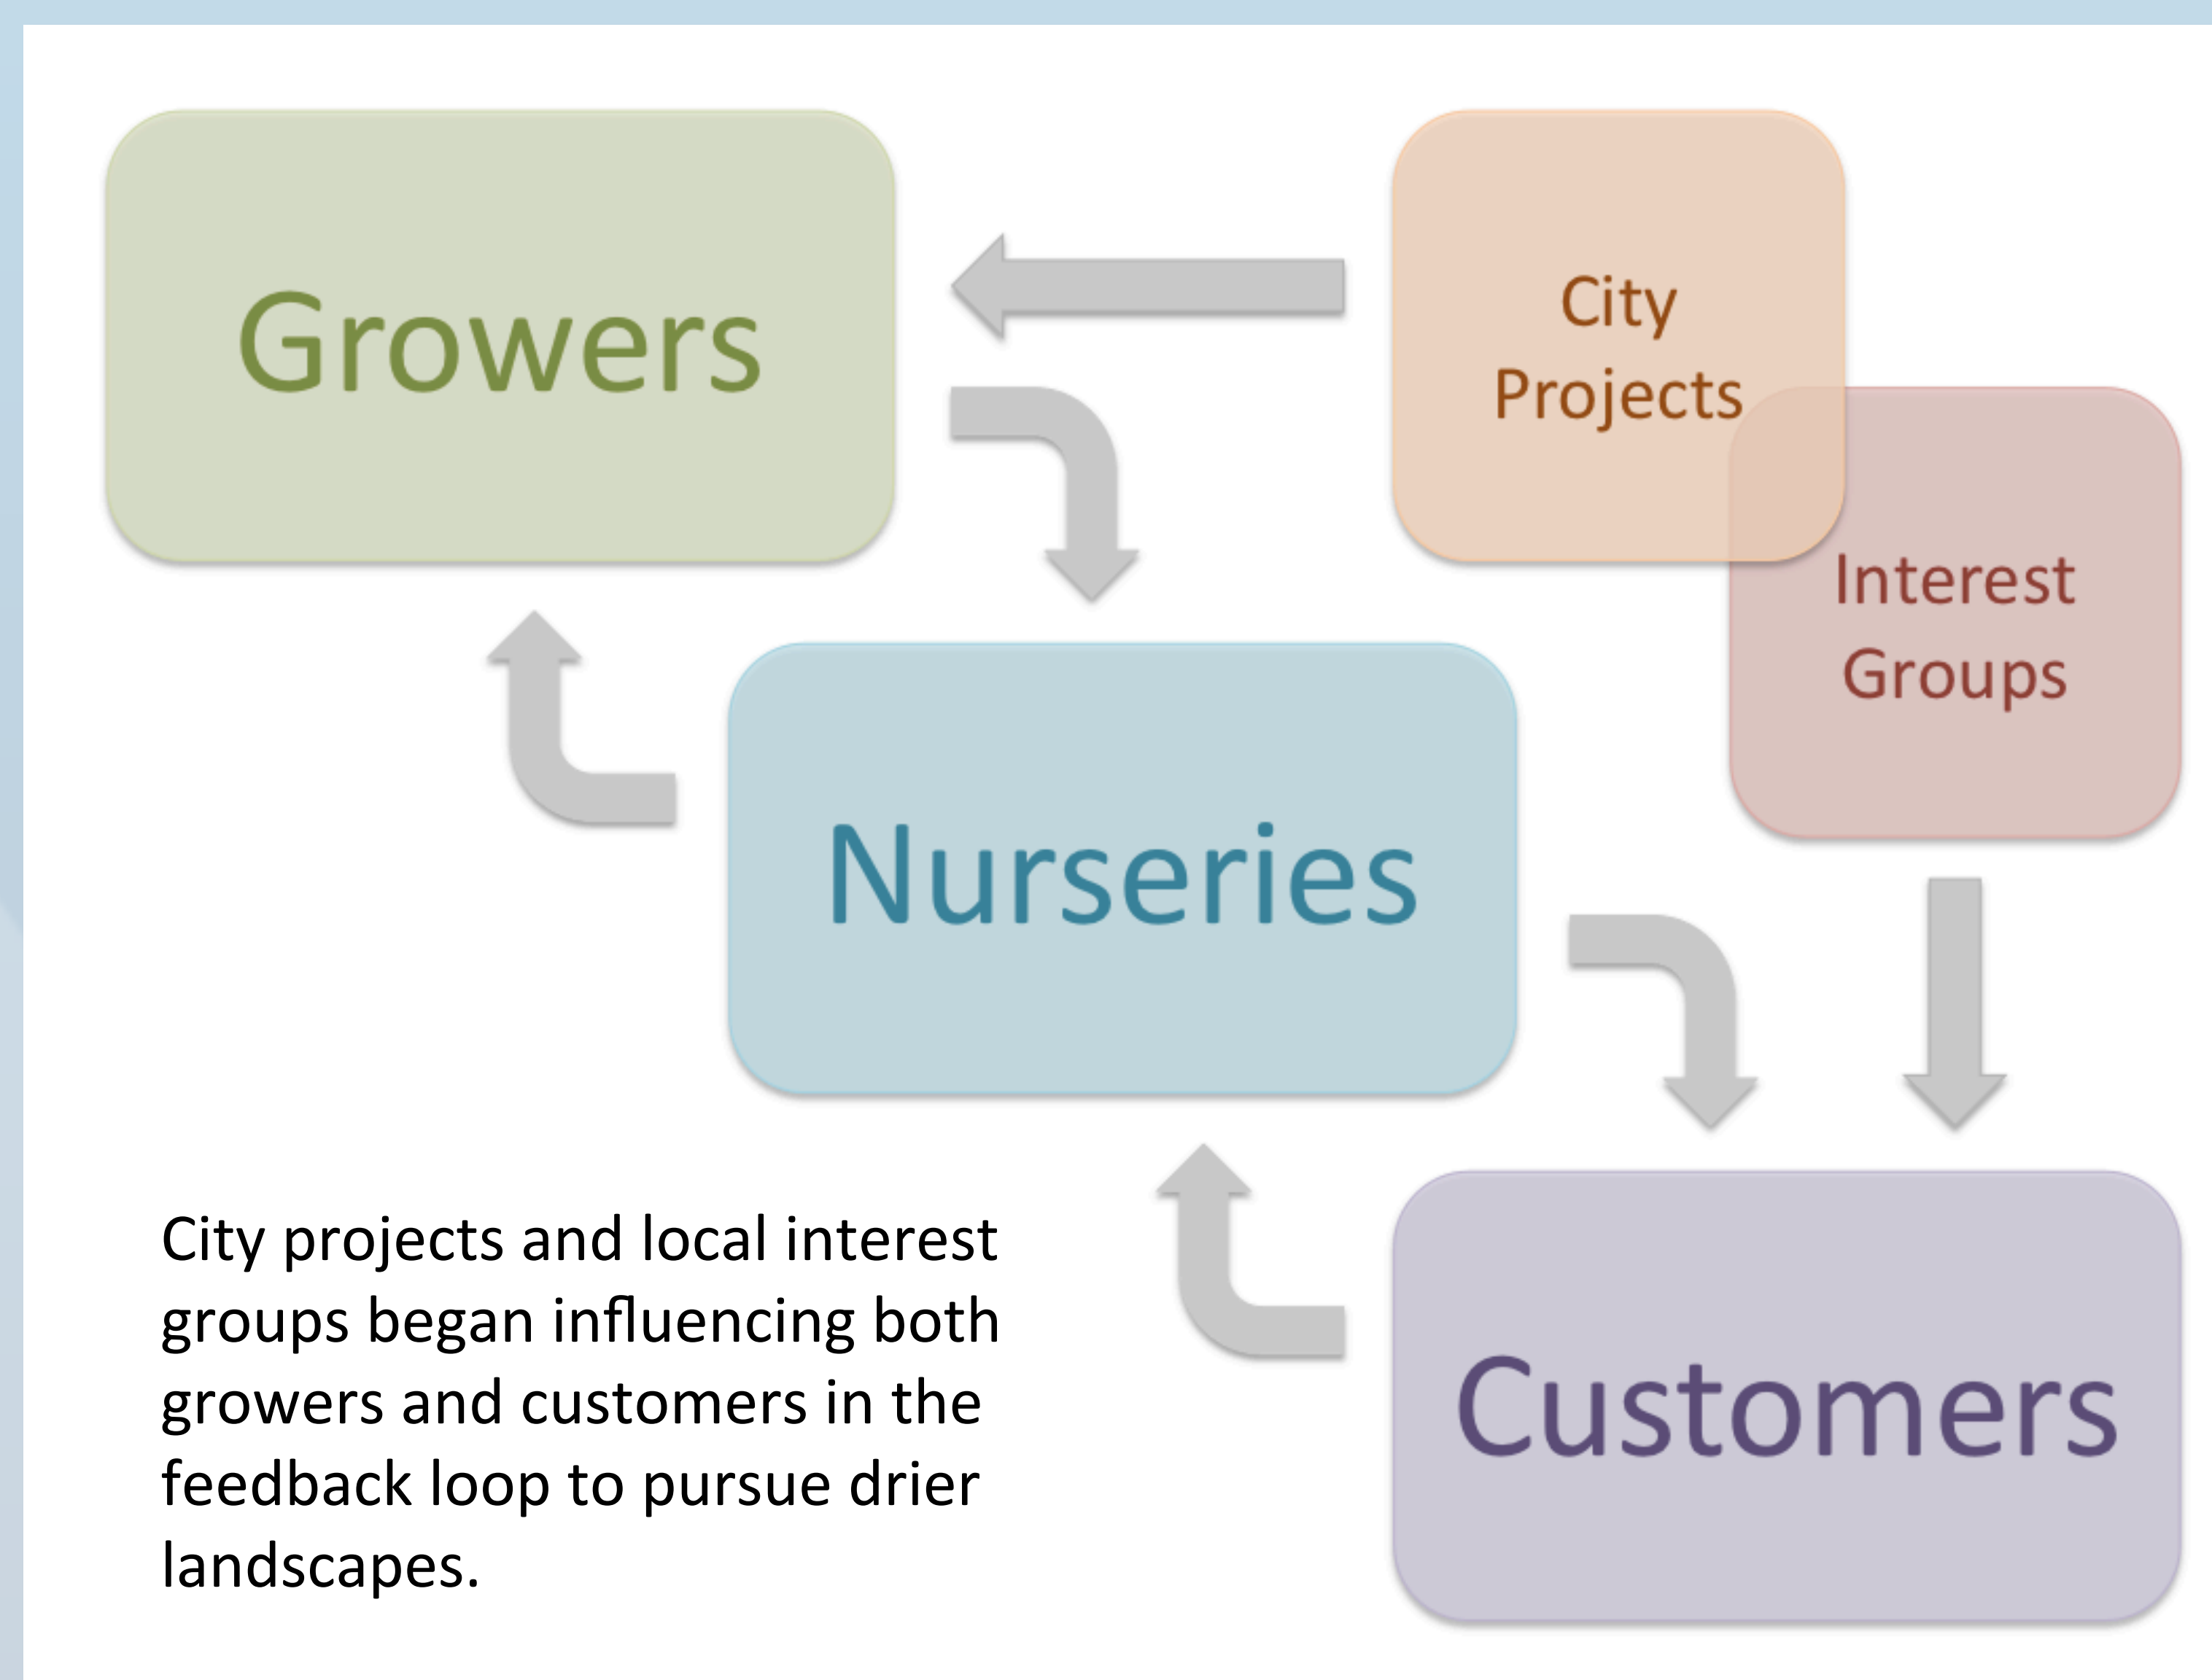 Growers
City
Projects
Interest
Groups
Nurseries
Customers
City projects and local interest
groups began influencing both
growers and customers in the
feedback loop to pursue drier
landscapes.